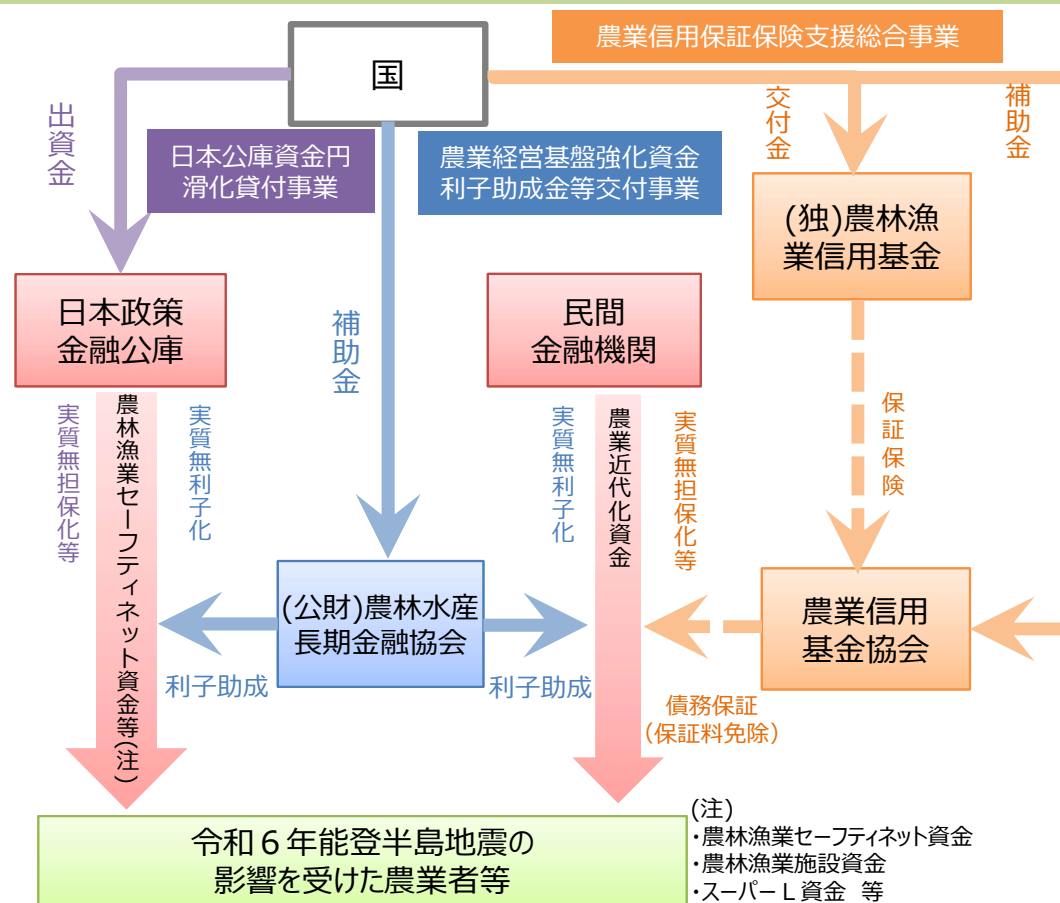 農業信用保証保険支援総合事業
国
出資金
交付金
補助金
日本公庫資金円
滑化貸付事業
農業経営基盤強化資金
利子助成金等交付事業
(独)農林漁
業信用基金
日本政策
金融公庫
補助金
民間
金融機関
実質無担保化等
農林漁業セーフティネット資金等(注)
実質無利子化
実質無利子化
農業近代化資金
実質無担保化等
保証保険
(公財)農林水産
長期金融協会
農業信用
基金協会
利子助成
利子助成
債務保証
（保証料免除）
令和６年能登半島地震の
影響を受けた農業者等
(注)
・農林漁業セーフティネット資金
・農林漁業施設資金
・スーパーＬ資金　等